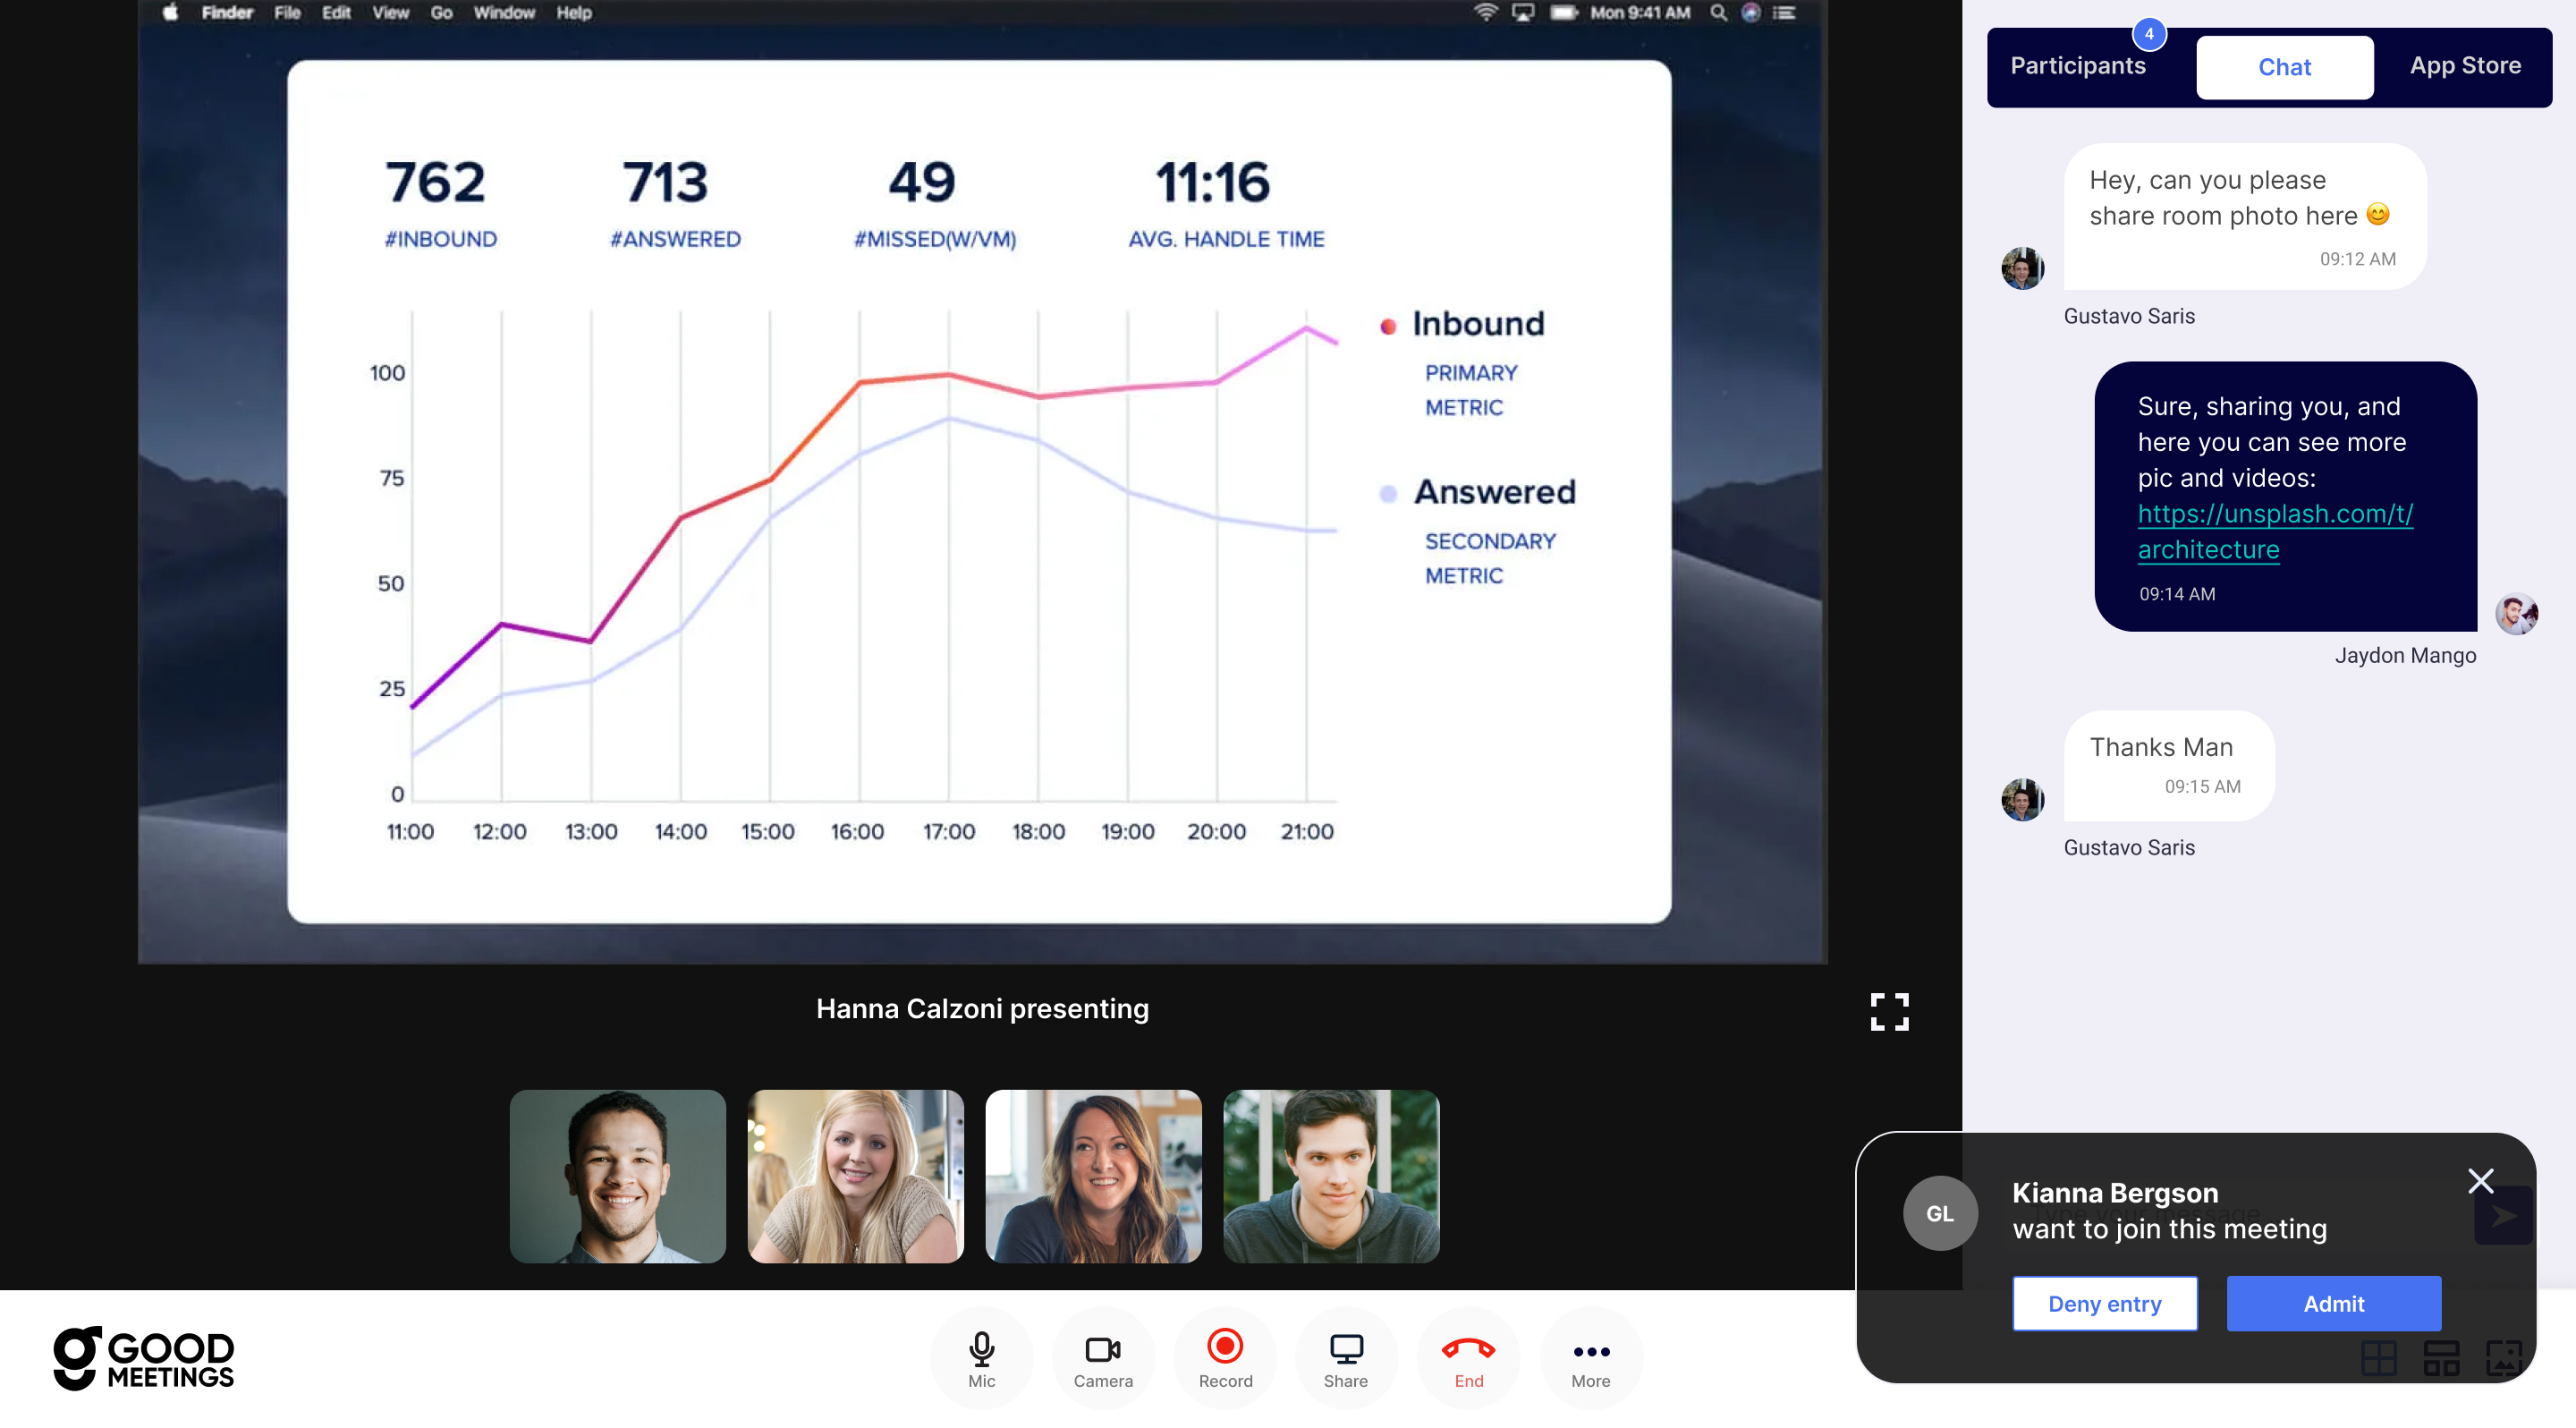 Finder File Edit View Go Window Help
Mon 9:41 AM
762
713
49
11:16
#INBOUND
#ANSWERED
#MISSED(W/VM)
AVG. HANDLE TIME
100
75
50
25
0
11:00 12:00 13:00 14:00 15:00 16:00 17:00 18:00 19:00 20:00 21:00
Inbound
PRIMARY
METRIC
Answered
SECONDARY
METRIC
Hanna Calzoni presenting
Participants
4
Chat
App Store
Hey, can you please
share room photo here 😊
09:12 AM
Gustavo Saris
Sure, sharing you, and
here you can see more
pic and videos:
https://unsplash.com/t/
architecture
09:14 AM
Jaydon Mango
Thanks Man
09:15 AM
Gustavo Saris
GL
Kianna Bergson
Type your message
want to join this meeting
Deny entry
Admit
GOOD
MEETINGS
Mic
Camera
Record
Share
End
More